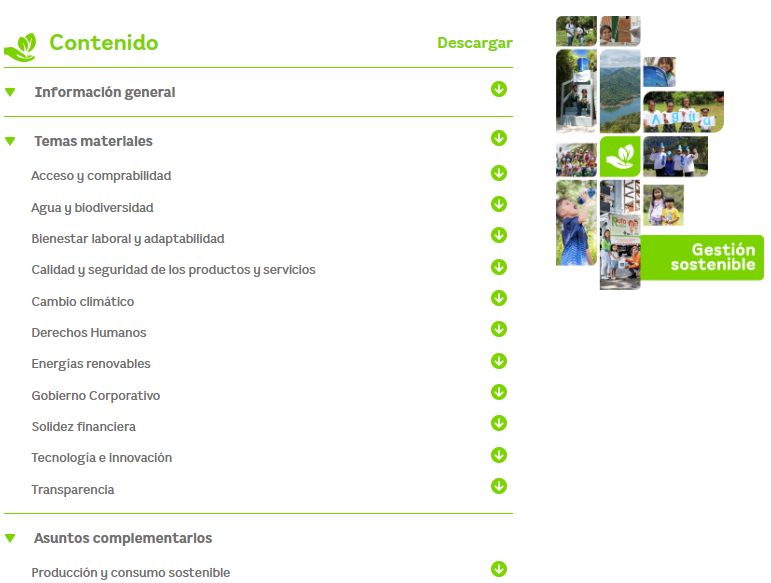 Contenido
Descargar
Información general
Temas materiales
Acceso y comprabilidad
Agua y biodiversidad
Bienestar laboral y adaptabilidad
Calidad y seguridad de los productos y servicios
Cambio climático
Derechos Humanos
Energías renovables
Gobierno Corporativo
Solidez financiera
Tecnología e innovación
Transparencia
Asuntos complementarios
Producción y consumo sostenible
Agua
Gestión
sostenible